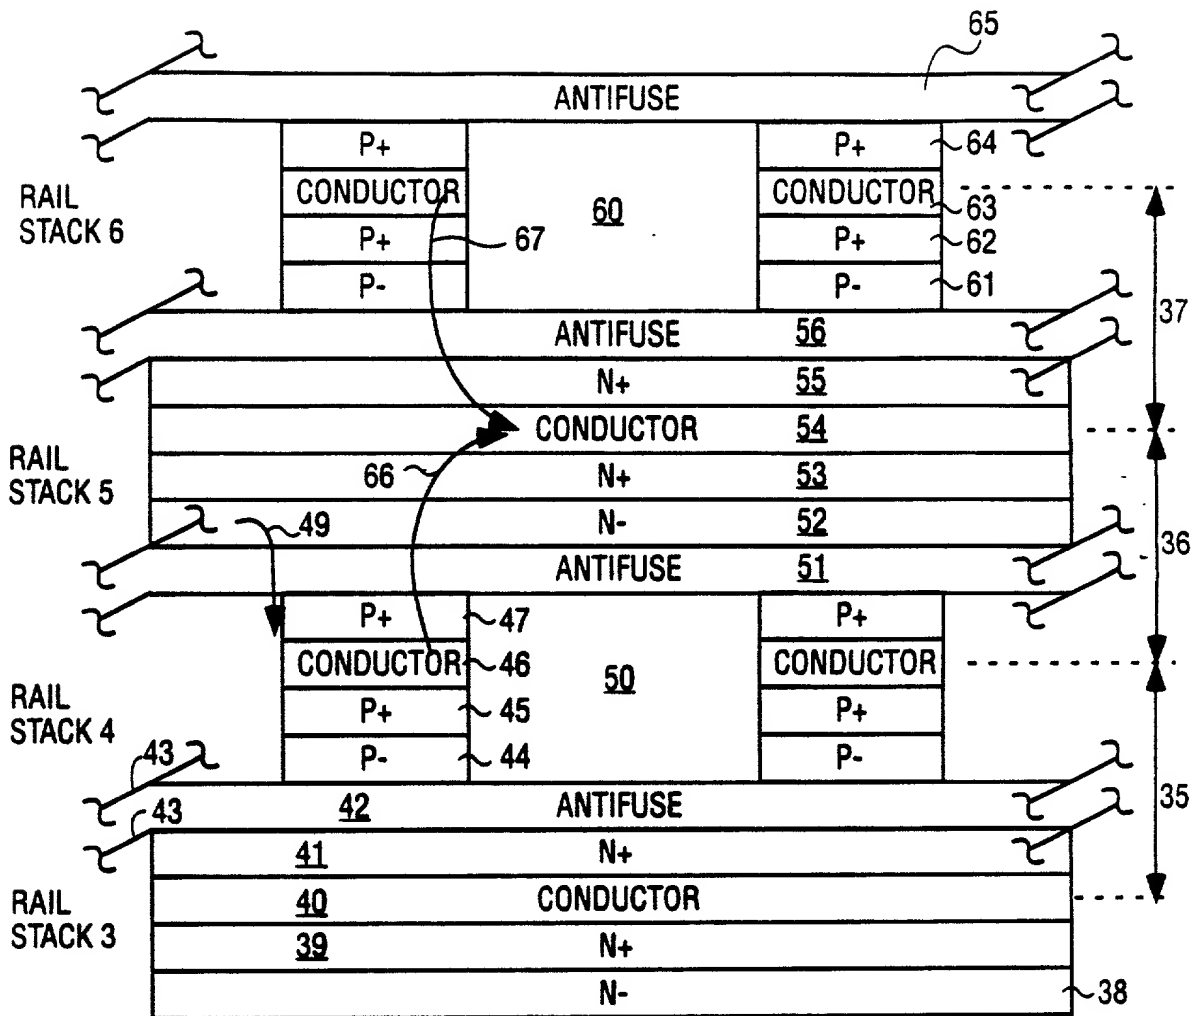 65
ANTIFUSE
P+ P+ 64
RAIL STACK 6
CONDUCTOR CONDUCTOR 63
60
P+ 67 P+ 62
P- P- 61
37
ANTIFUSE 56
N+ 55
CONDUCTOR 54
RAIL STACK 5
66 N+ 53
49 N- 52
36
ANTIFUSE 51
P+ 47 P+
CONDUCTOR 46 CONDUCTOR
50
RAIL STACK 4
P+ 45 P+
P- 44 P-
43
42 ANTIFUSE
35
43
41 N+
RAIL STACK 3
40 CONDUCTOR
39 N+
N- 38